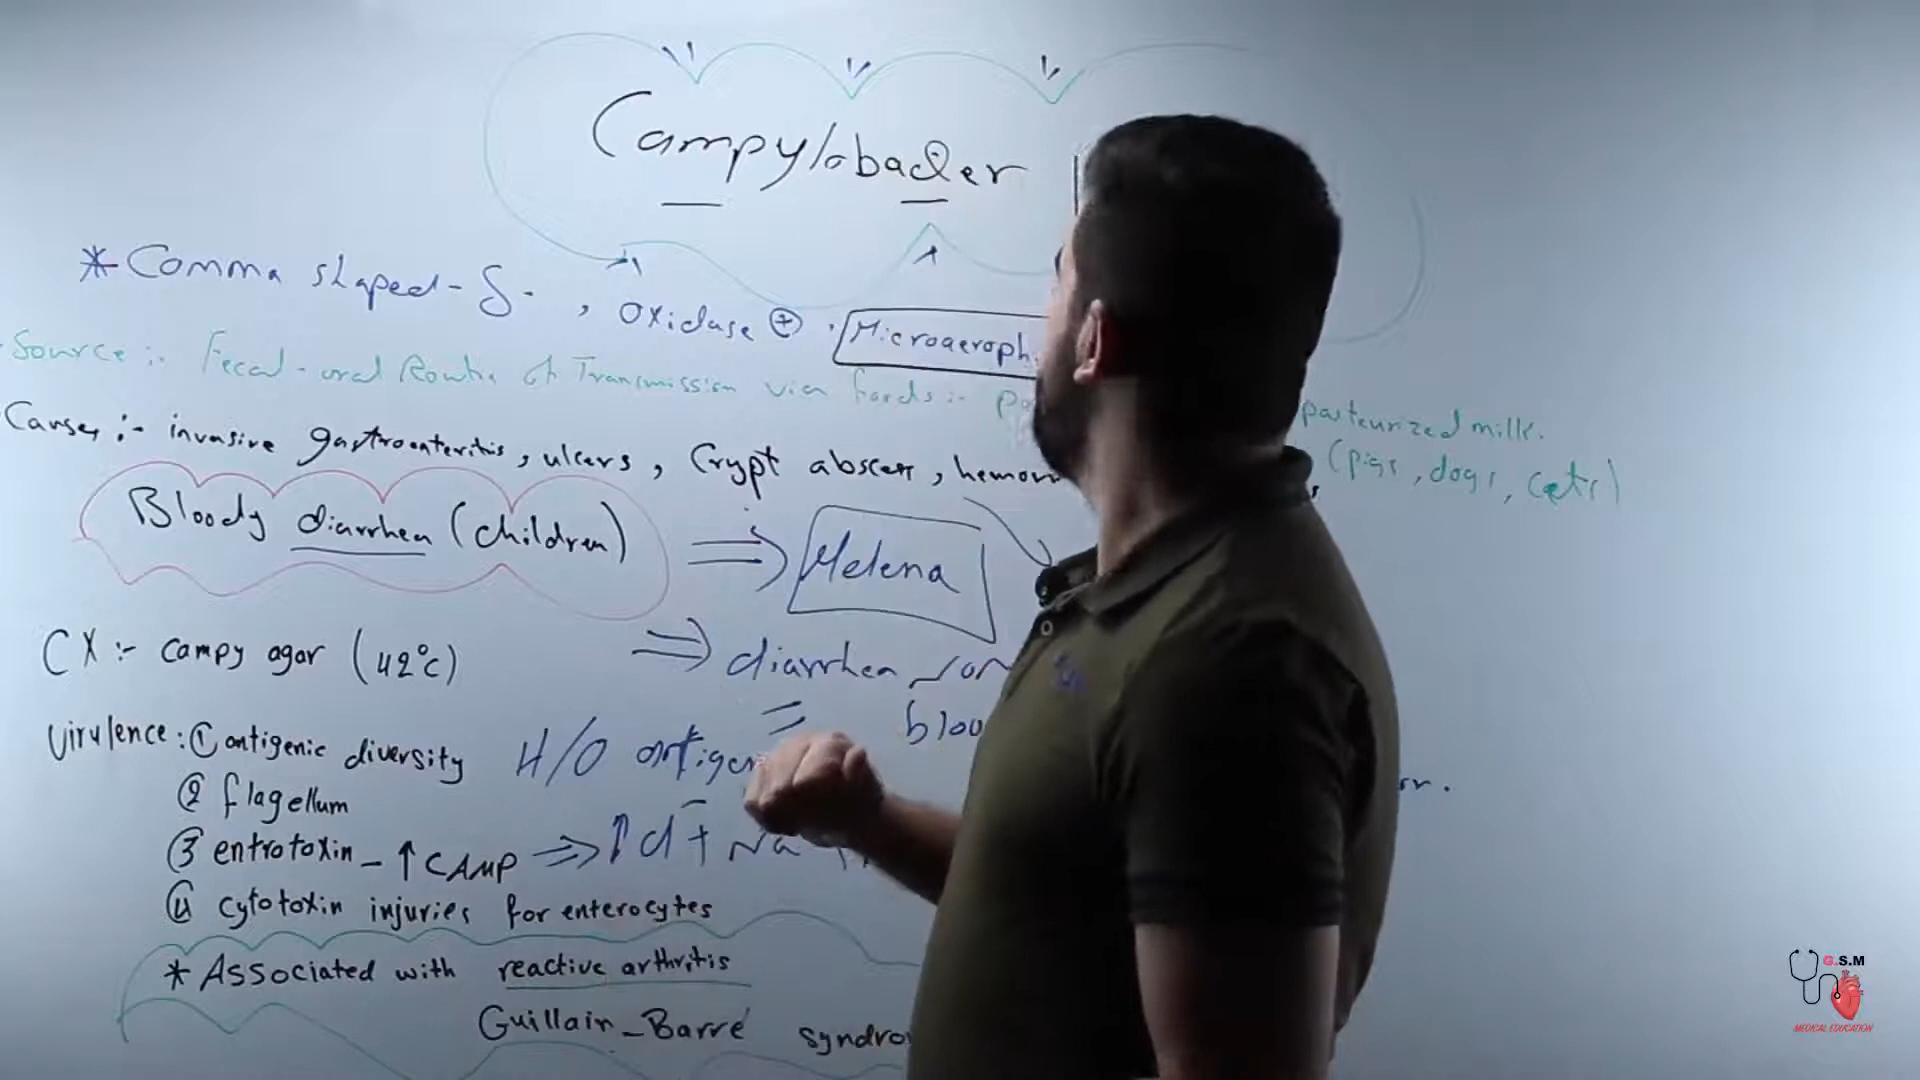 Campylobacter
* Comma shaped - S - , oxidase ⊕ . Microaeroph
Source :- Fecal-oral Route of Transmission via foods :- Po
pasteurized milk.
(pigs, dogs, cats)
Causes :- invasive gastroenteritis, ulcers, Crypt abscess, hemorr
Bloody diarrhea (children) ⇒ Melena
⇒ diarrhea
blou
CX :- campy agar (42°C)
Virulence : ① antigenic diversity H/O antigen
② flagellum
③ entrotoxin - ↑ CAMP ⇒ ↑ cl + Na
④ cytotoxin injuries for enterocytes
* Associated with reactive arthritis
Guillain-Barré syndro
G.S.M
MEDICAL EDUCATION